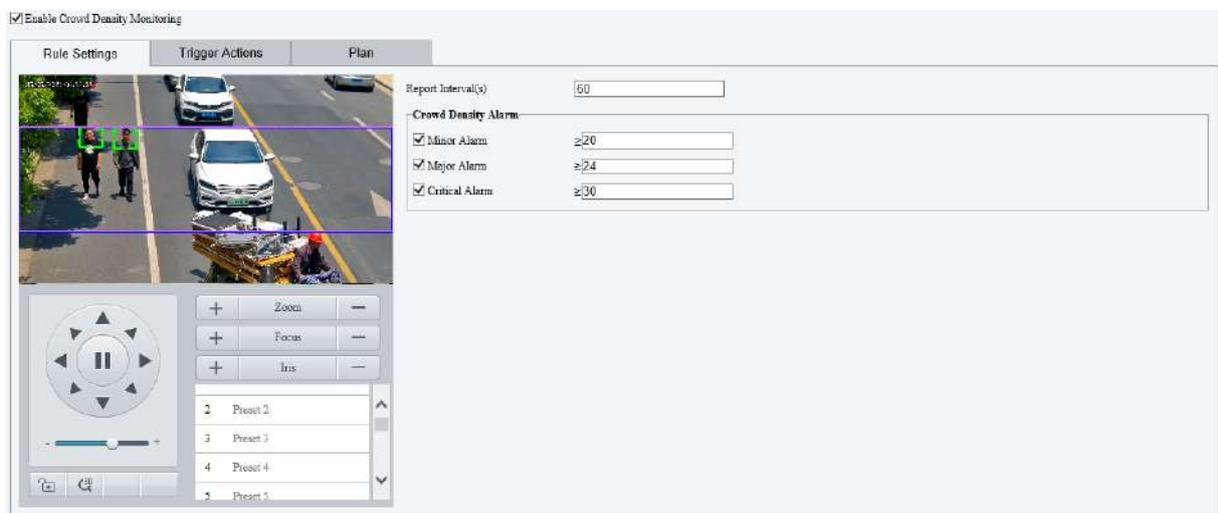 Enable Crowd Density Monitoring
Rule Settings
Trigger Actions
Plan
Report Interval(s) 60
Crowd Density Alarm
Minor Alarm ≥20
Major Alarm ≥24
Critical Alarm ≥30
+ Zoom —
+ Focus —
+ Iris —
2 Preset 2
3 Preset 3
4 Preset 4
5 Preset 5
- +